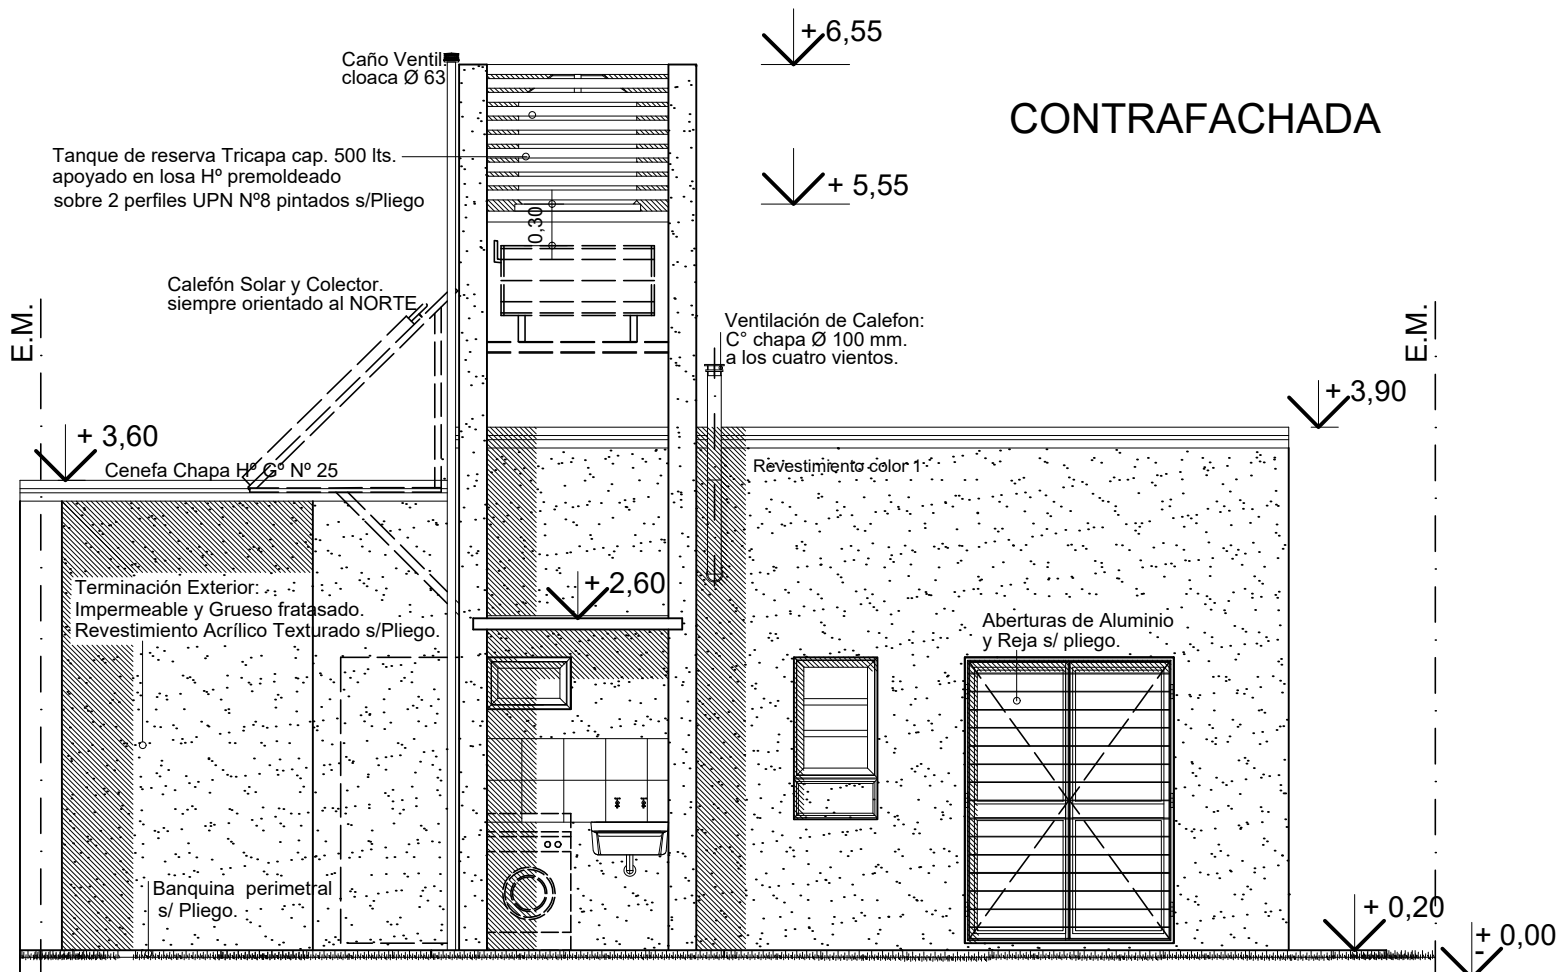 + 6,55
Caño Ventil.
cloaca Ø 63
CONTRAFACHADA
Tanque de reserva Tricapa cap. 500 lts.
apoyado en losa Hº premoldeado
sobre 2 perfiles UPN Nº8 pintados s/Pliego
+ 5,55
0,30
Calefón Solar y Colector.
siempre orientado al NORTE
E.M.
Ventilación de Calefon:
C° chapa Ø 100 mm.
a los cuatro vientos.
E.M.
+ 3,90
+ 3,60
Cenefa Chapa Hº Gº Nº 25
Revestimiento color 1
Terminación Exterior:
Impermeable y Grueso fratasado.
Revestimiento Acrílico Texturado s/Pliego.
+ 2,60
Aberturas de Aluminio
y Reja s/ pliego.
Banquina perimetral
s/ Pliego.
+ 0,20
+ 0,00
-